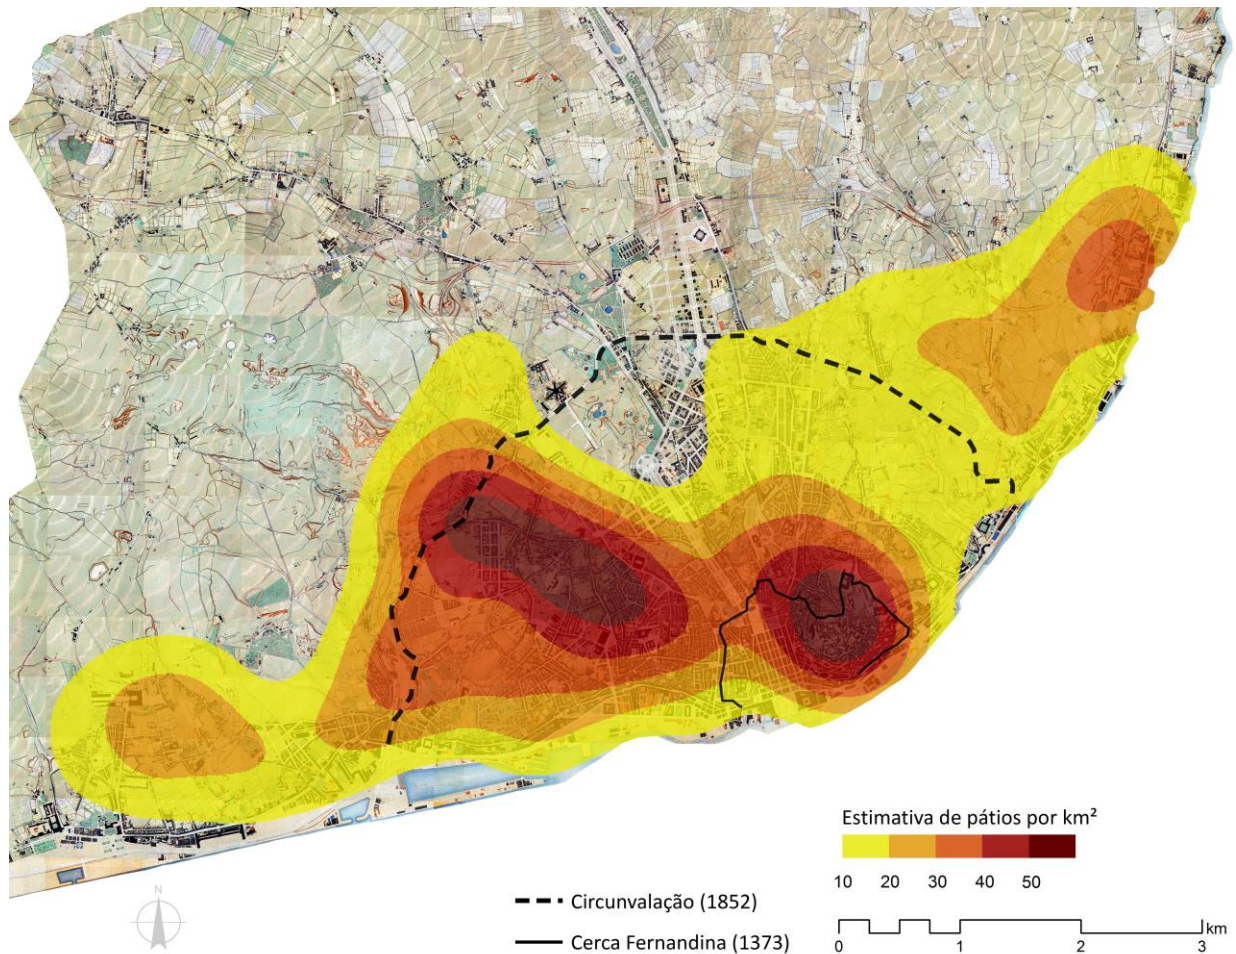 Estimativa de pátios por km²
10 20 30 40 50
Circunvalação (1852)
Cerca Fernandina (1373)
km
0 1 2 3
N